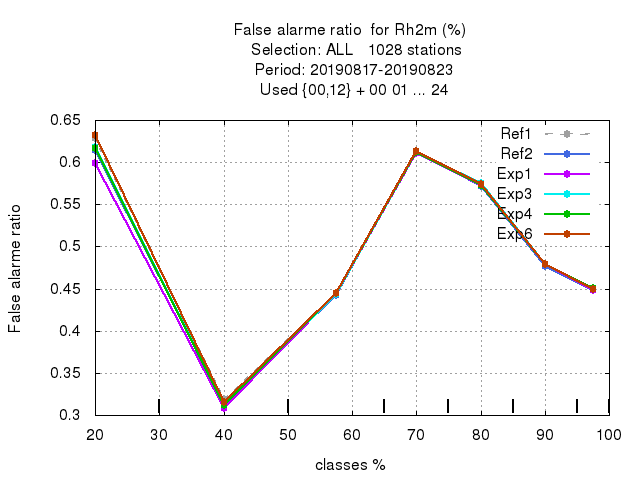 False alarme ratio  for Rh2m (%)
Selection: ALL   1028 stations
Period: 20190817-20190823
Used {00,12} + 00 01 ... 24
0.65
0.6
0.55
0.5
0.45
0.4
0.35
0.3
20 30 40 50 60 70 80 90 100
False alarme ratio
classes %
Ref1
Ref2
Exp1
Exp3
Exp4
Exp6